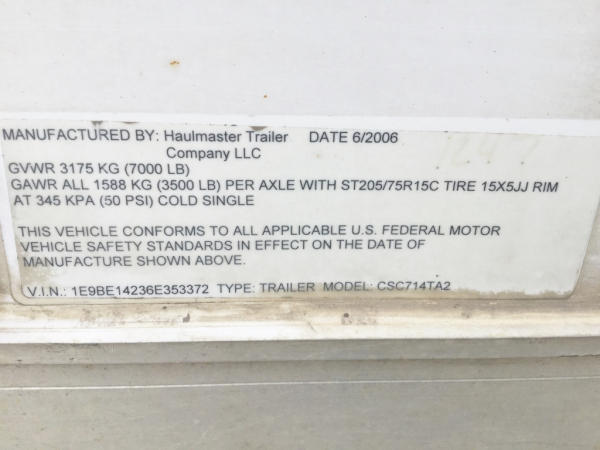 MANUFACTURED BY: Haulmaster Trailer DATE 6/2006
Company LLC
GVWR 3175 KG (7000 LB)
GAWR ALL 1588 KG (3500 LB) PER AXLE WITH ST205/75R15C TIRE 15X5JJ RIM
AT 345 KPA (50 PSI) COLD SINGLE
THIS VEHICLE CONFORMS TO ALL APPLICABLE U.S. FEDERAL MOTOR
VEHICLE SAFETY STANDARDS IN EFFECT ON THE DATE OF
MANUFACTURE SHOWN ABOVE.
V.I.N.: 1E9BE14236E353372 TYPE: TRAILER MODEL: CSC714TA2